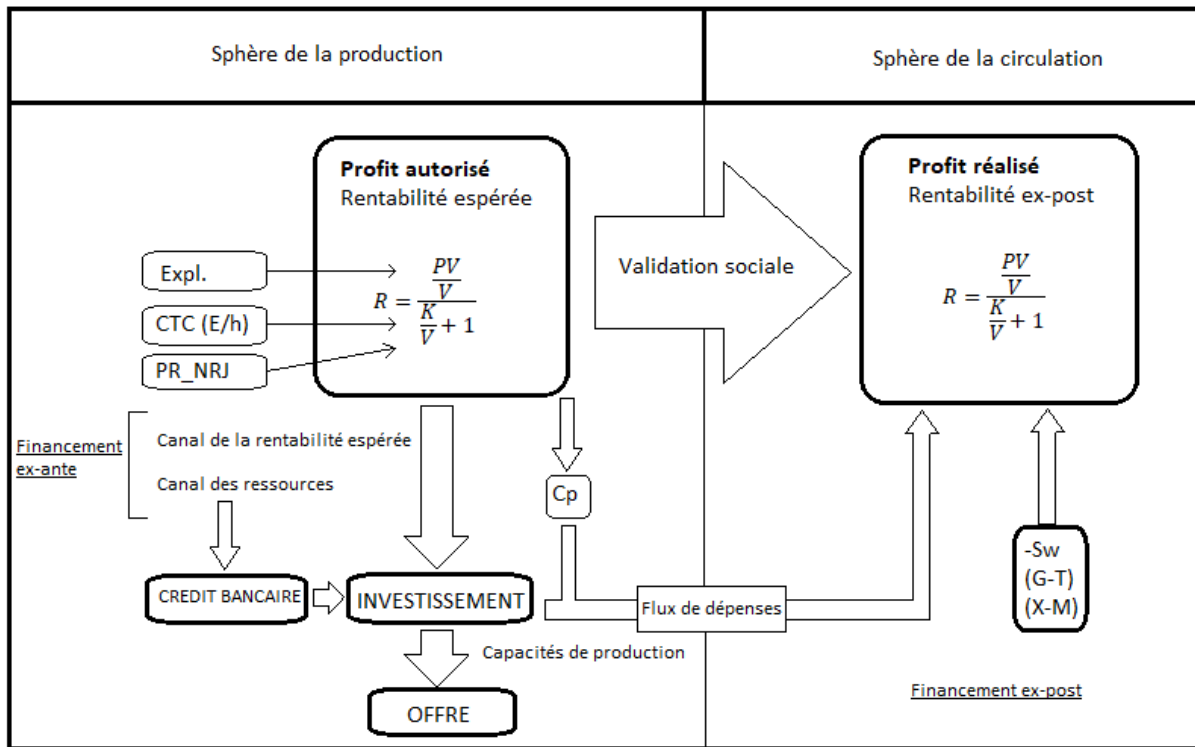 Sphère de la production
Sphère de la circulation
Profit autorisé
Rentabilité espérée
R = (PV/V)/(K/V + 1)
Expl.
CTC (E/h)
PR_NRJ
Validation sociale
Profit réalisé
Rentabilité ex-post
R = (PV/V)/(K/V + 1)
Financement
ex-ante
Canal de la rentabilité espérée
Canal des ressources
Cp
CREDIT BANCAIRE
INVESTISSEMENT
Flux de dépenses
-Sw
(G-T)
(X-M)
Capacités de production
OFFRE
Financement ex-post